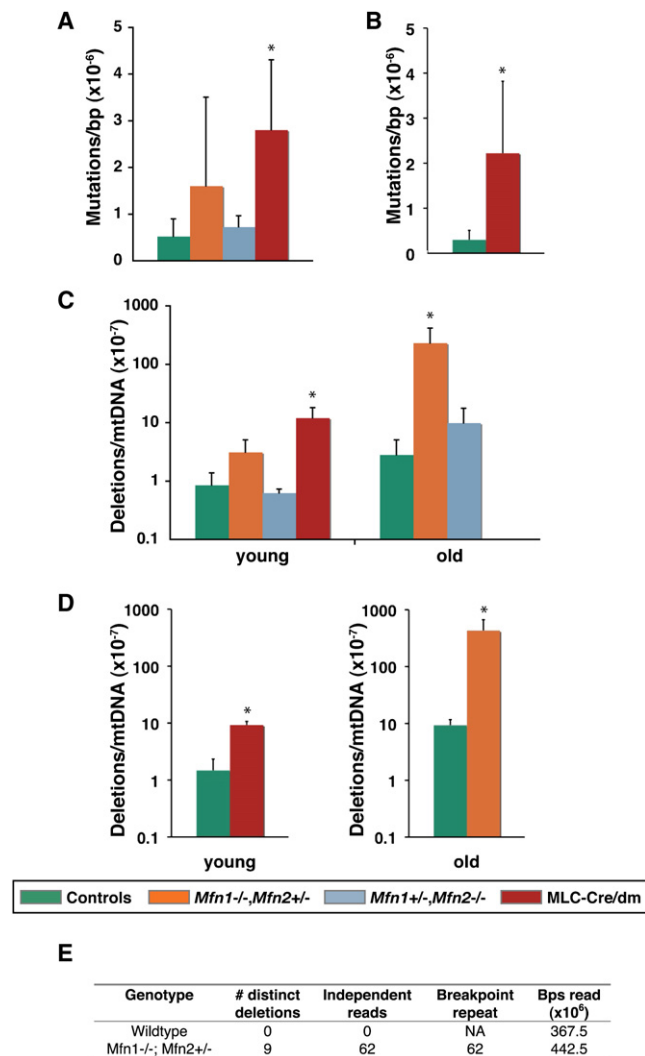 A
Mutations/bp (x10-6)
5
4
3
2
1
0
*
B
Mutations/bp (x10-6)
5
4
3
2
1
0
*
C
Deletions/mtDNA (x10-7)
1000
100
10
1
0.1
*
*
young
old
D
Deletions/mtDNA (x10-7)
1000
100
10
1
0.1
*
young
Deletions/mtDNA (x10-7)
1000
100
10
1
0.1
*
old
Controls Mfn1-/-,Mfn2+/- Mfn1+/-,Mfn2-/- MLC-Cre/dm
E
Genotype # distinct deletions Independent reads Breakpoint repeat Bps read (x10⁶)
Wildtype 0 0 NA 367.5
Mfn1-/-; Mfn2+/- 9 62 62 442.5